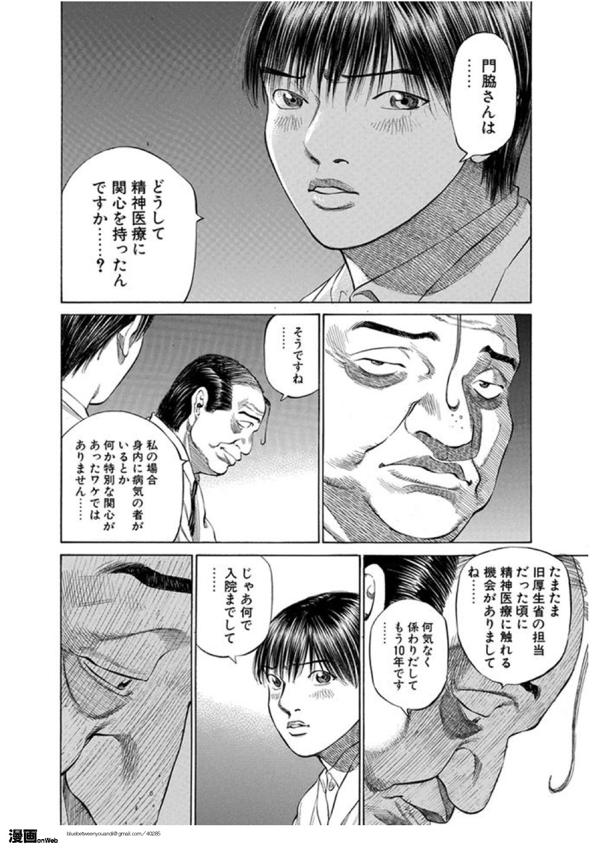 門脇さんは
……
どうして
精神医療に
関心を持ったん
ですか……？
そうですね
……
私の場合
身内に病気の者が
いるとか
何か特別な関心が
あったワケでは
ありません……
たまたま
旧厚生省の担当
だった頃に
精神医療に触れる
機会がありまして
ね……
何気なく
係わりだして
もう10年です
……
じゃあ何で
入院までして
漫画 on Web
bluebetweenyouandi@gmail.com/40285